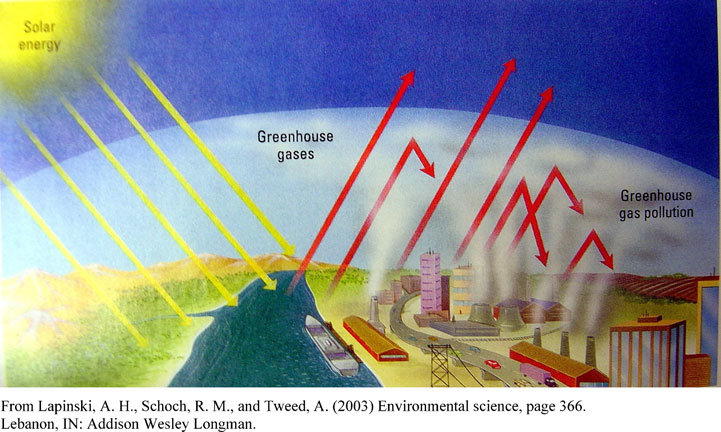 Solar
energy
Greenhouse
gases
Greenhouse
gas pollution
From Lapinski, A. H., Schoch, R. M., and Tweed, A. (2003) Environmental science, page 366.
Lebanon, IN: Addison Wesley Longman.